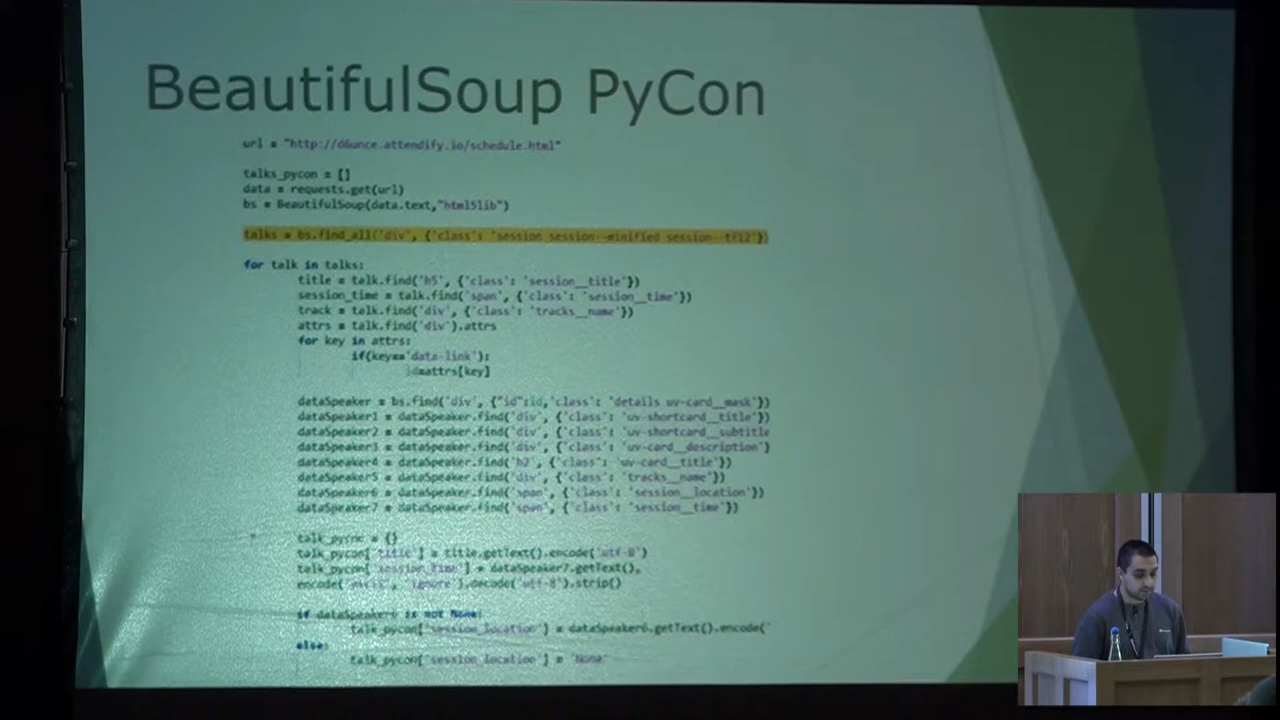 BeautifulSoup PyCon
url = "http://d6unce.attendify.io/schedule.html"
talks_pycon = []
data = requests.get(url)
bs = BeautifulSoup(data.text,"html5lib")
talks = bs.find_all('div', {'class': 'session session--minified session--tf12'})
for talk in talks:
title = talk.find('h5', {'class': 'session__title'})
session_time = talk.find('span', {'class': 'session__time'})
track = talk.find('div', {'class': 'tracks__name'})
attrs = talk.find('div').attrs
for key in attrs:
if(key=='data-link'):
id=attrs[key]
dataSpeaker = bs.find('div', {"id":id,'class': 'details uv-card__mask'})
dataSpeaker1 = dataSpeaker.find('div', {'class': 'uv-shortcard__title'})
dataSpeaker2 = dataSpeaker.find('div', {'class': 'uv-shortcard__subtitle
dataSpeaker3 = dataSpeaker.find('div', {'class': 'uv-card__description'}
dataSpeaker4 = dataSpeaker.find('h2', {'class': 'uv-card__title'})
dataSpeaker5 = dataSpeaker.find('div', {'class': 'tracks__name'})
dataSpeaker6 = dataSpeaker.find('span', {'class': 'session__location'})
dataSpeaker7 = dataSpeaker.find('span', {'class': 'session__time'})
talk_pycon = {}
talk_pycon['title'] = title.getText().encode('utf-8')
talk_pycon['session_time'] = dataSpeaker7.getText().
encode('ascii', 'ignore').decode('utf-8').strip()
if dataSpeaker6 is not None:
talk_pycon['session_location'] = dataSpeaker6.getText().encode('
else:
talk_pycon['session_location'] = 'None'